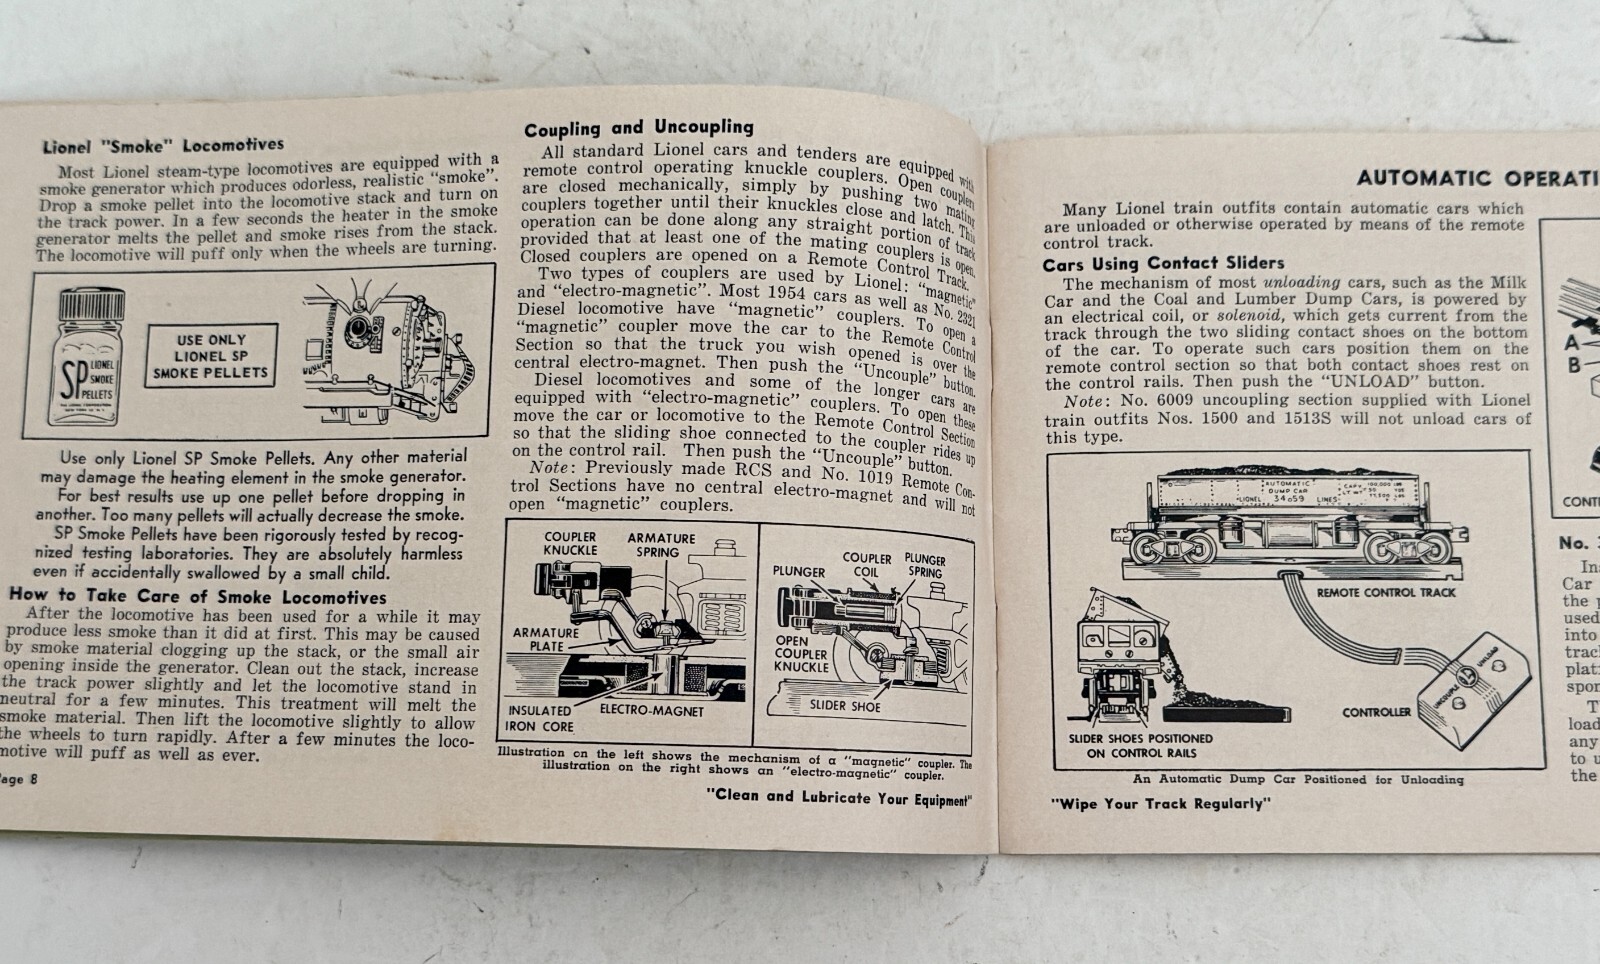 Lionel "Smoke" Locomotives
Most Lionel steam-type locomotives are equipped with a
smoke generator which produces odorless, realistic "smoke".
Drop a smoke pellet into the locomotive stack and turn on
the track power. In a few seconds the heater in the smoke
generator melts the pellet and smoke rises from the stack.
The locomotive will puff only when the wheels are turning.
SP LIONEL
SMOKE
PELLETS
USE ONLY
LIONEL SP
SMOKE PELLETS
Use only Lionel SP Smoke Pellets. Any other material
may damage the heating element in the smoke generator.
For best results use up one pellet before dropping in
another. Too many pellets will actually decrease the smoke.
SP Smoke Pellets have been rigorously tested by recog-
nized testing laboratories. They are absolutely harmless
even if accidentally swallowed by a small child.
How to Take Care of Smoke Locomotives
After the locomotive has been used for a while it may
produce less smoke than it did at first. This may be caused
by smoke material clogging up the stack, or the small air
opening inside the generator. Clean out the stack, increase
the track power slightly and let the locomotive stand in
neutral for a few minutes. This treatment will melt the
smoke material. Then lift the locomotive slightly to allow
the wheels to turn rapidly. After a few minutes the loco-
motive will puff as well as ever.
age 8
Coupling and Uncoupling
All standard Lionel cars and tenders are equipped with
remote control operating knuckle couplers. Open couplers
are closed mechanically, simply by pushing two mating
couplers together until their knuckles close and latch. This
operation can be done along any straight portion of track
provided that at least one of the mating couplers is open.
Closed couplers are opened on a Remote Control Track.
Two types of couplers are used by Lionel: "magnetic"
and "electro-magnetic". Most 1954 cars as well as No. 2321
Diesel locomotive have "magnetic" couplers. To open a
"magnetic" coupler move the car to the Remote Control
Section so that the truck you wish opened is over the
central electro-magnet. Then push the "Uncouple" button.
Diesel locomotives and some of the longer cars are
equipped with "electro-magnetic" couplers. To open these
move the car or locomotive to the Remote Control Section
so that the sliding shoe connected to the coupler rides up
on the control rail. Then push the "Uncouple" button.
Note: Previously made RCS and No. 1019 Remote Con-
trol Sections have no central electro-magnet and will not
open "magnetic" couplers.
COUPLER
KNUCKLE
ARMATURE
SPRING
ARMATURE
PLATE
INSULATED
IRON CORE
ELECTRO-MAGNET
PLUNGER
COUPLER
COIL
PLUNGER
SPRING
OPEN
COUPLER
KNUCKLE
SLIDER SHOE
Illustration on the left shows the mechanism of a "magnetic" coupler. The
illustration on the right shows an "electro-magnetic" coupler.
"Clean and Lubricate Your Equipment"
AUTOMATIC OPERATI
Many Lionel train outfits contain automatic cars which
are unloaded or otherwise operated by means of the remote
control track.
Cars Using Contact Sliders
The mechanism of most unloading cars, such as the Milk
Car and the Coal and Lumber Dump Cars, is powered by
an electrical coil, or solenoid, which gets current from the
track through the two sliding contact shoes on the bottom
of the car. To operate such cars position them on the
remote control section so that both contact shoes rest on
the control rails. Then push the "UNLOAD" button.
Note: No. 6009 uncoupling section supplied with Lionel
train outfits Nos. 1500 and 1513S will not unload cars of
this type.
AUTOMATIC
DUMP CAR
LIONEL 34059 LINES
REMOTE CONTROL TRACK
UNLOAD
UNCOUPLE
CONTROLLER
SLIDER SHOES POSITIONED
ON CONTROL RAILS
An Automatic Dump Car Positioned for Unloading
"Wipe Your Track Regularly"
A
B
CONT
No.
In
Car
the
used
into
trac
plat
spon
T
load
any
to u
the